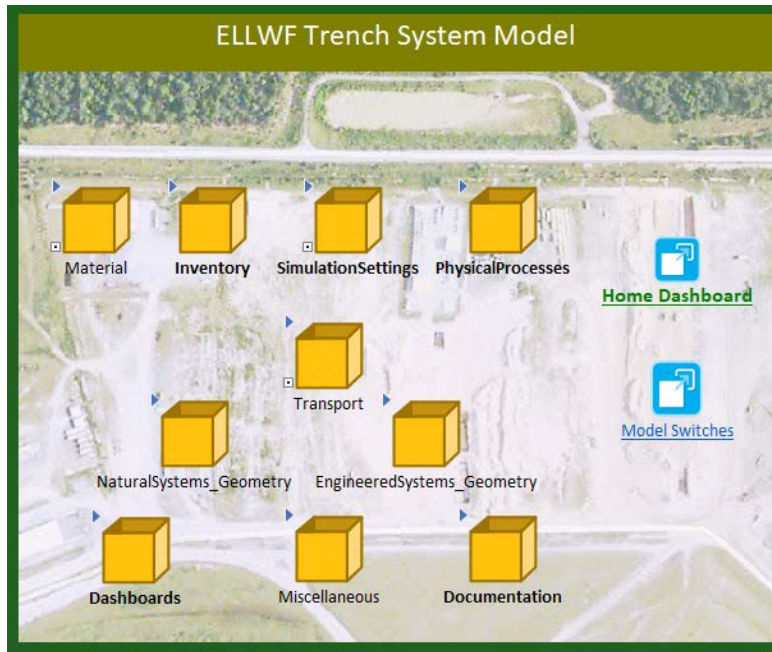 ELLWF Trench System Model
Material
Inventory
SimulationSettings
PhysicalProcesses
Home Dashboard
Transport
Model Switches
NaturalSystems_Geometry
EngineeredSystems_Geometry
Dashboards
Miscellaneous
Documentation